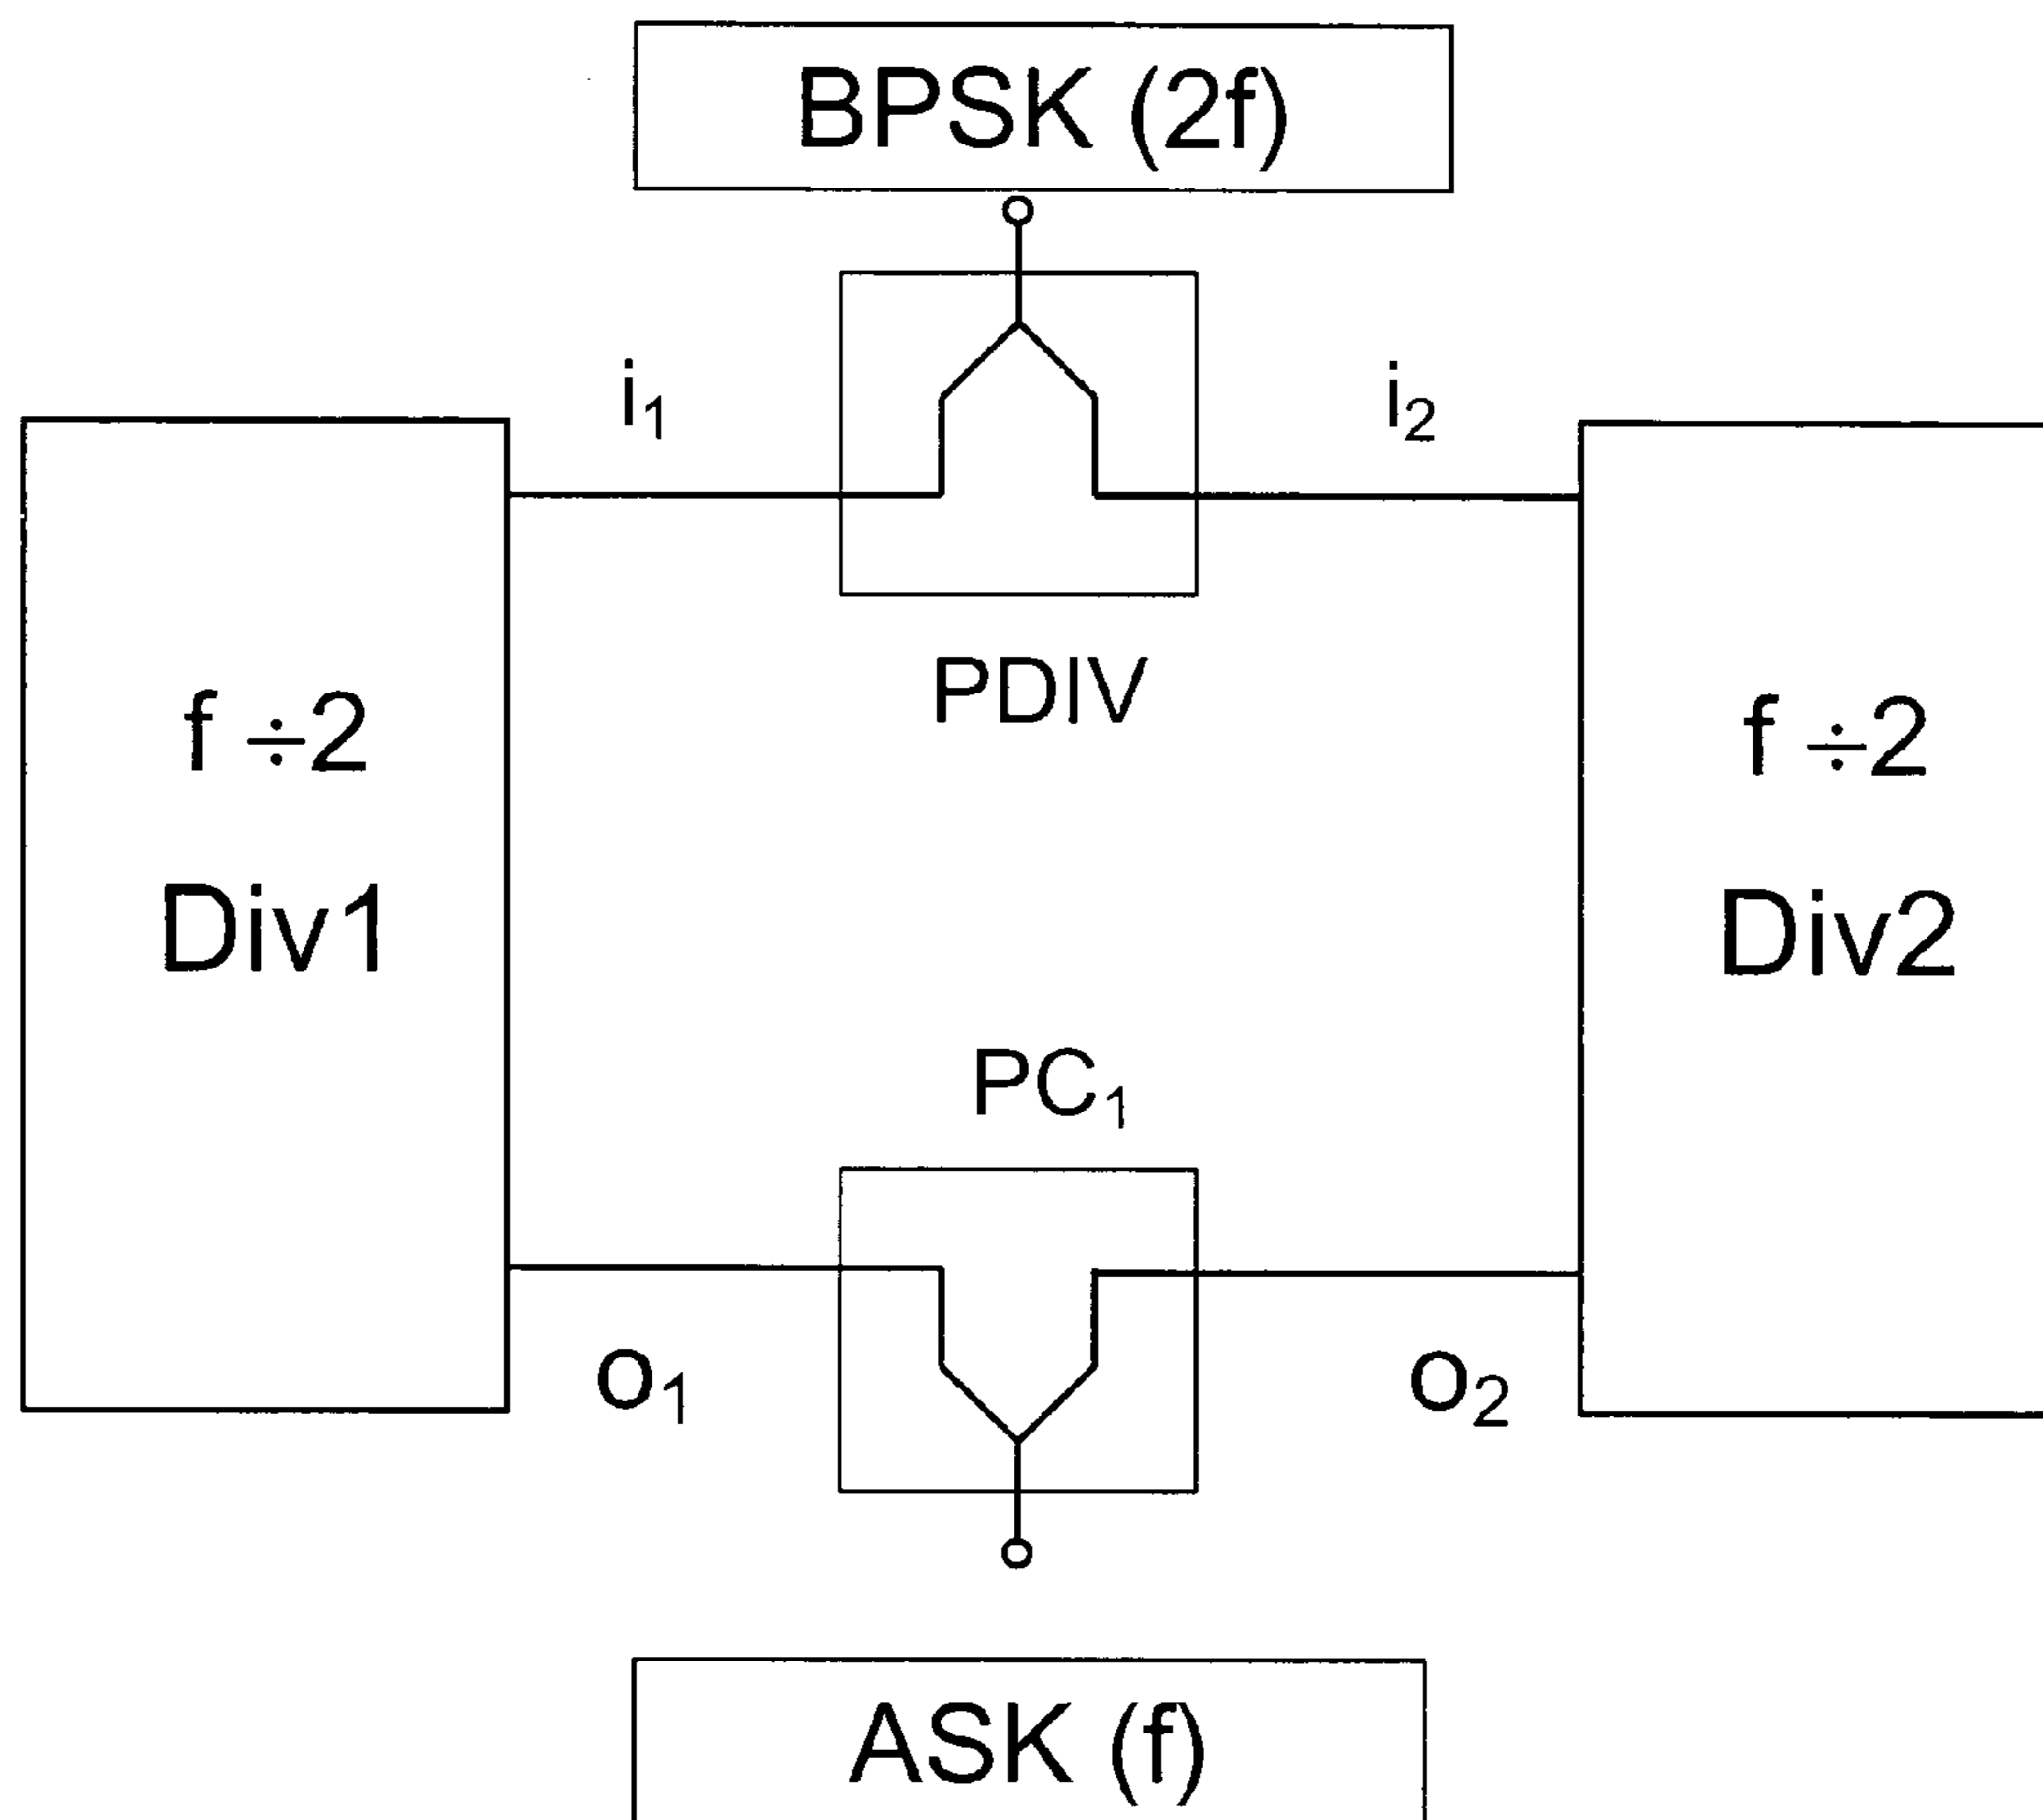 BPSK (2f)
i₁
i₂
PDIV
f ÷2
Div1
f ÷2
Div2
PC₁
o₁
o₂
ASK (f)